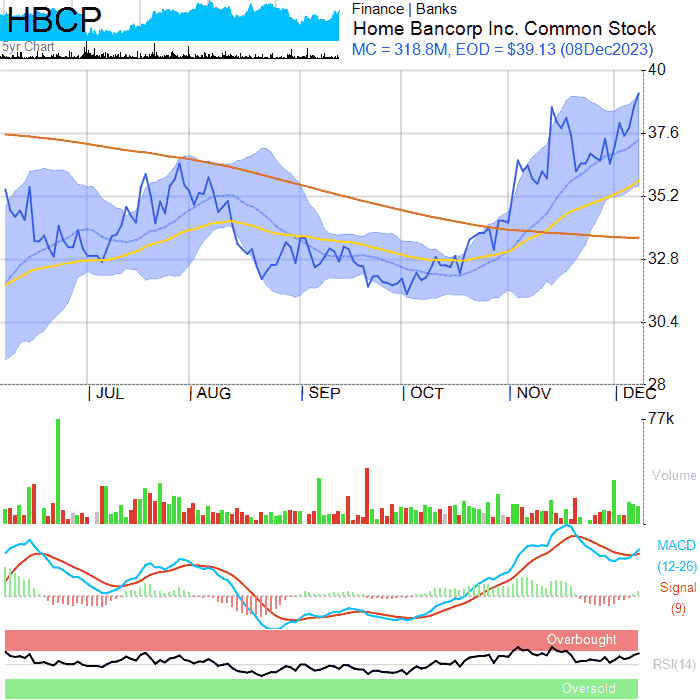 HBCP
5yr Chart
Finance | Banks
Home Bancorp Inc. Common Stock
MC = 318.8M, EOD = $39.13 (08Dec2023)
40
37.6
35.2
32.8
30.4
28
JUL
AUG
SEP
OCT
NOV
DEC
77k
Volume
MACD
(12-26)
Signal
(9)
Overbought
RSI(14)
Oversold